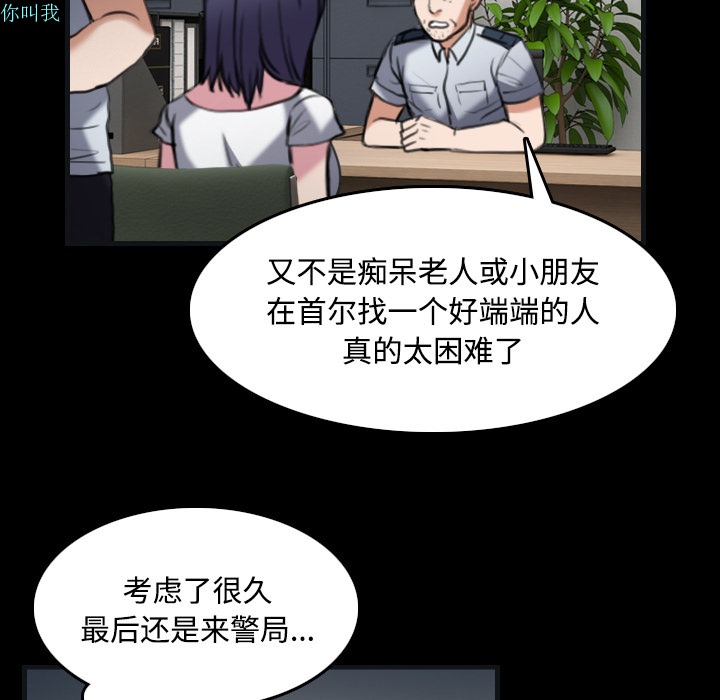 你叫我
又不是痴呆老人或小朋友
在首尔找一个好端端的人
真的太困难了
考虑了很久
最后还是来警局...